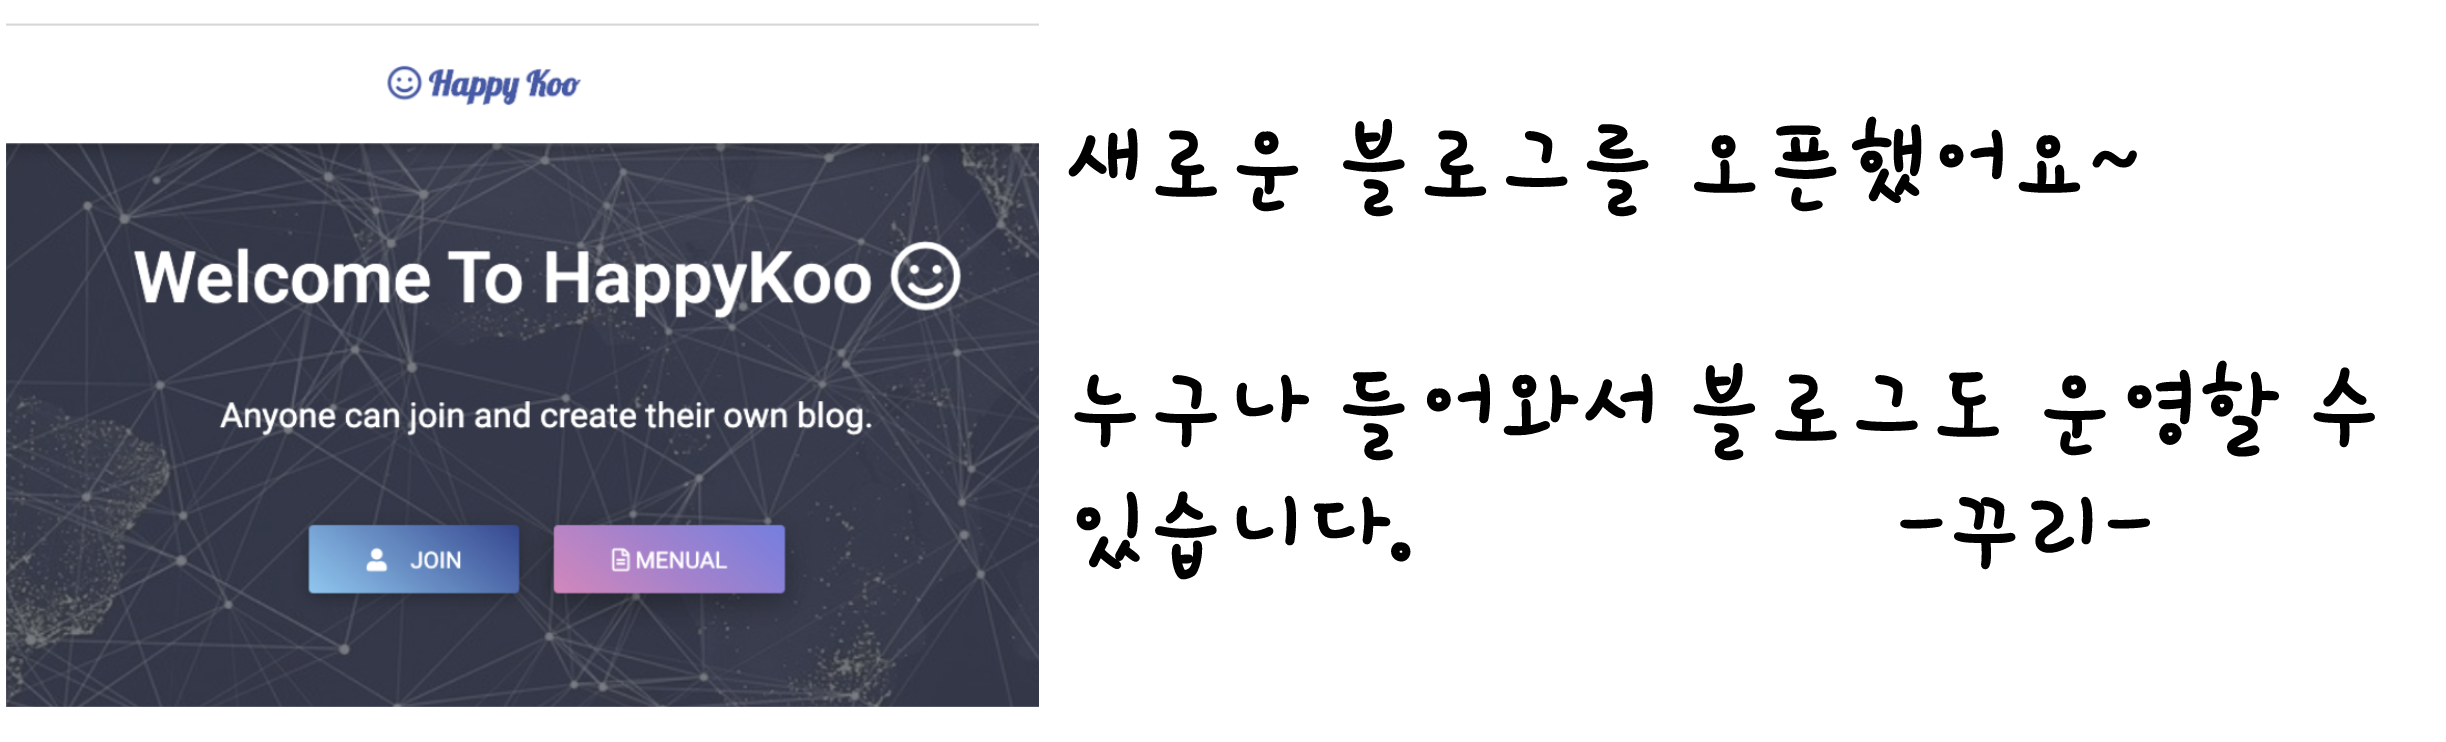 Happy Koo
Welcome To HappyKoo
Anyone can join and create their own blog.
JOIN
MENUAL
새로운 블로그를 오픈했어요~
누구나 들어와서 블로그도 운영할 수
있습니다.
-꾸리-